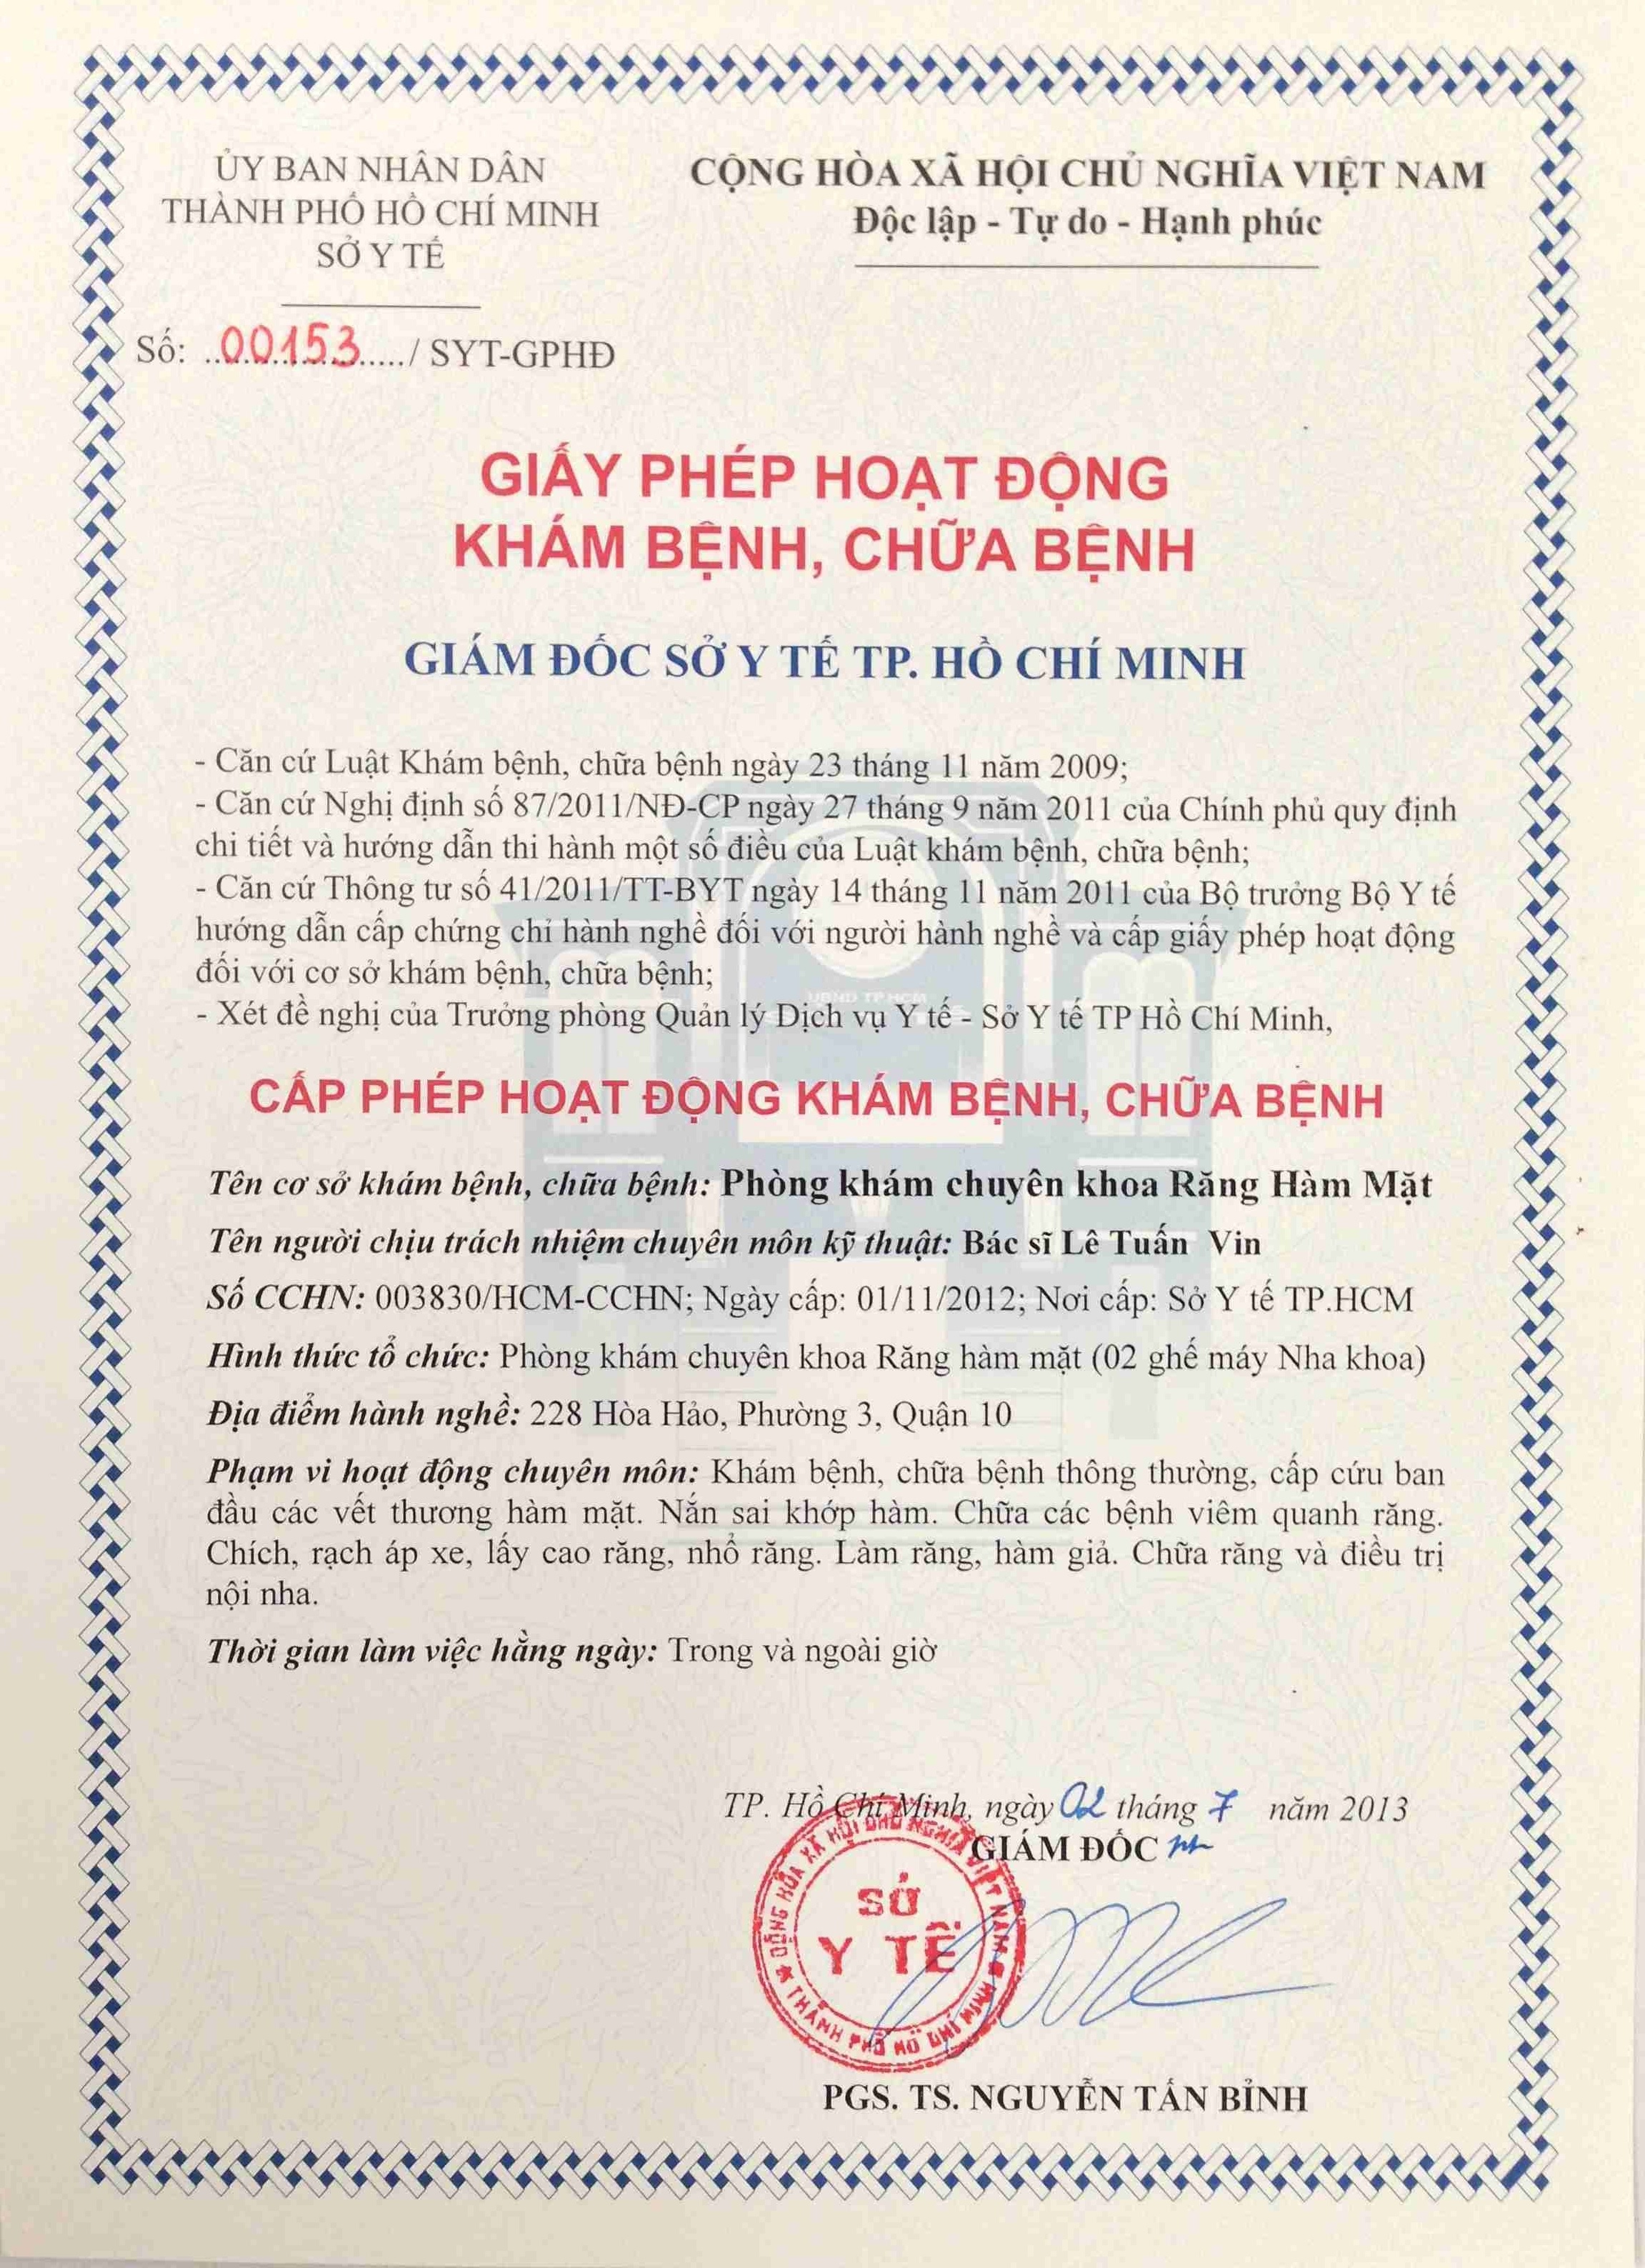 ỦY BAN NHÂN DÂN
THÀNH PHỐ HỒ CHÍ MINH
SỞ Y TẾ
CỘNG HÒA XÃ HỘI CHỦ NGHĨA VIỆT NAM
Độc lập - Tự do - Hạnh phúc
Số: 00153 / SYT-GPHĐ
GIẤY PHÉP HOẠT ĐỘNG
KHÁM BỆNH, CHỮA BỆNH
GIÁM ĐỐC SỞ Y TẾ TP. HỒ CHÍ MINH
- Căn cứ Luật Khám bệnh, chữa bệnh ngày 23 tháng 11 năm 2009;
- Căn cứ Nghị định số 87/2011/NĐ-CP ngày 27 tháng 9 năm 2011 của Chính phủ quy định
chi tiết và hướng dẫn thi hành một số điều của Luật khám bệnh, chữa bệnh;
- Căn cứ Thông tư số 41/2011/TT-BYT ngày 14 tháng 11 năm 2011 của Bộ trưởng Bộ Y tế
hướng dẫn cấp chứng chỉ hành nghề đối với người hành nghề và cấp giấy phép hoạt động
đối với cơ sở khám bệnh, chữa bệnh;
- Xét đề nghị của Trưởng phòng Quản lý Dịch vụ Y tế - Sở Y tế TP Hồ Chí Minh,
CẤP PHÉP HOẠT ĐỘNG KHÁM BỆNH, CHỮA BỆNH
Tên cơ sở khám bệnh, chữa bệnh: Phòng khám chuyên khoa Răng Hàm Mặt
Tên người chịu trách nhiệm chuyên môn kỹ thuật: Bác sĩ Lê Tuấn Vin
Số CCHN: 003830/HCM-CCHN; Ngày cấp: 01/11/2012; Nơi cấp: Sở Y tế TP.HCM
Hình thức tổ chức: Phòng khám chuyên khoa Răng hàm mặt (02 ghế máy Nha khoa)
Địa điểm hành nghề: 228 Hòa Hảo, Phường 3, Quận 10
Phạm vi hoạt động chuyên môn: Khám bệnh, chữa bệnh thông thường, cấp cứu ban
đầu các vết thương hàm mặt. Nắn sai khớp hàm. Chữa các bệnh viêm quanh răng.
Chích, rạch áp xe, lấy cao răng, nhổ răng. Làm răng, hàm giả. Chữa răng và điều trị
nội nha.
Thời gian làm việc hằng ngày: Trong và ngoài giờ
TP. Hồ Chí Minh, ngày 02 tháng 7 năm 2013
GIÁM ĐỐC
CỘNG HÒA XÃ HỘI CHỦ NGHĨA VIỆT NAM
SỞ
Y TẾ
THÀNH PHỐ HỒ CHÍ MINH
PGS. TS. NGUYỄN TẤN BỈNH